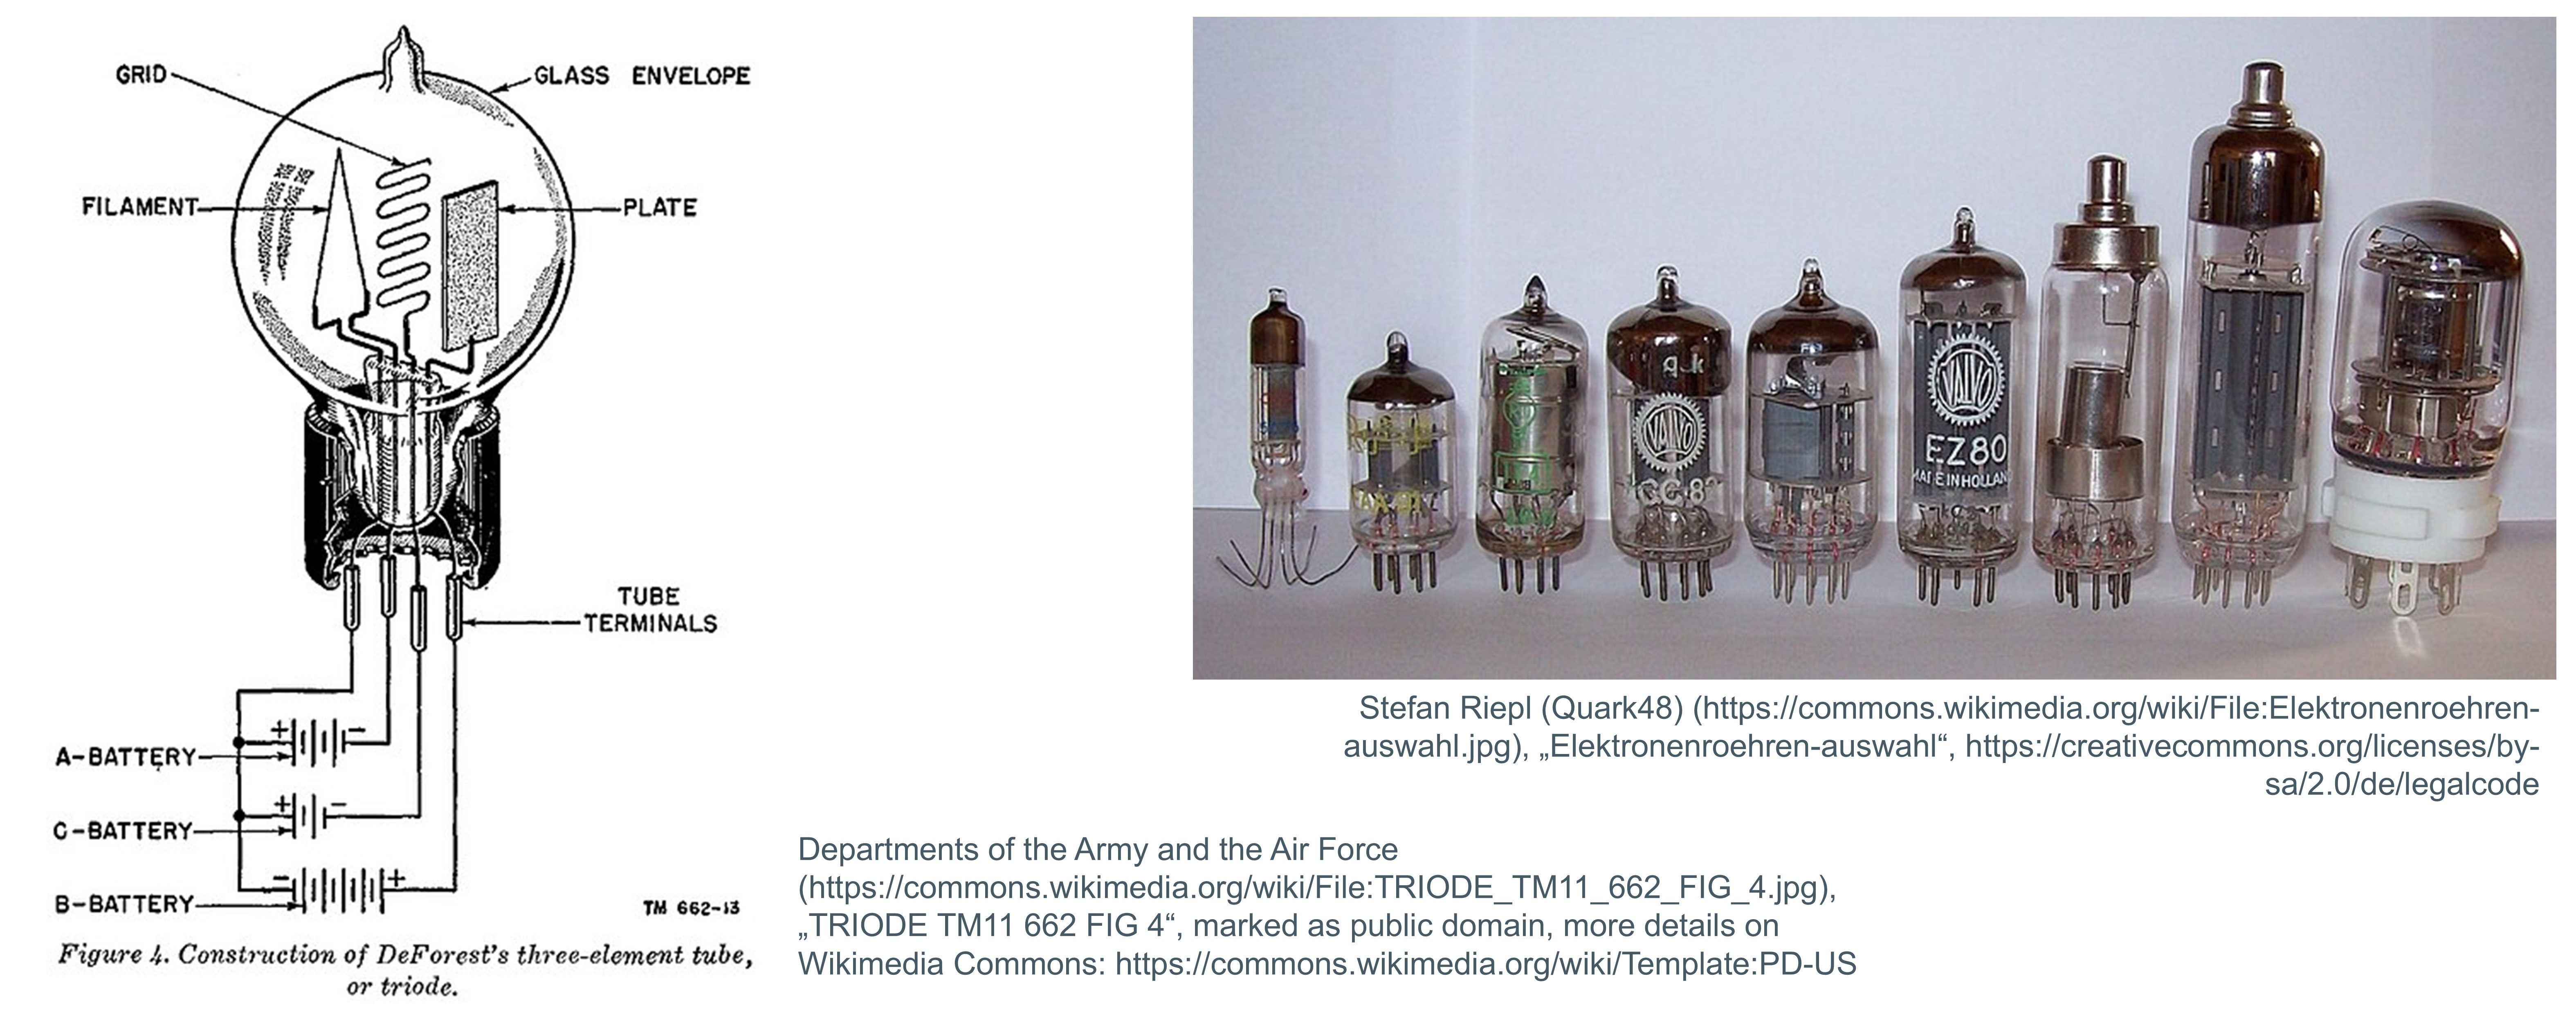 GRID
GLASS ENVELOPE
FILAMENT
PLATE
TUBE
TERMINALS
A-BATTERY
C-BATTERY
B-BATTERY
+ -
+ -
- +
TM 662-13
Figure 4. Construction of DeForest's three-element tube,
or triode.
VALVO
VALVO
EZ80
MADE IN HOLLAN
Stefan Riepl (Quark48) (https://commons.wikimedia.org/wiki/File:Elektronenroehren-
auswahl.jpg), „Elektronenroehren-auswahl“, https://creativecommons.org/licenses/by-
sa/2.0/de/legalcode
Departments of the Army and the Air Force
(https://commons.wikimedia.org/wiki/File:TRIODE_TM11_662_FIG_4.jpg),
„TRIODE TM11 662 FIG 4“, marked as public domain, more details on
Wikimedia Commons: https://commons.wikimedia.org/wiki/Template:PD-US